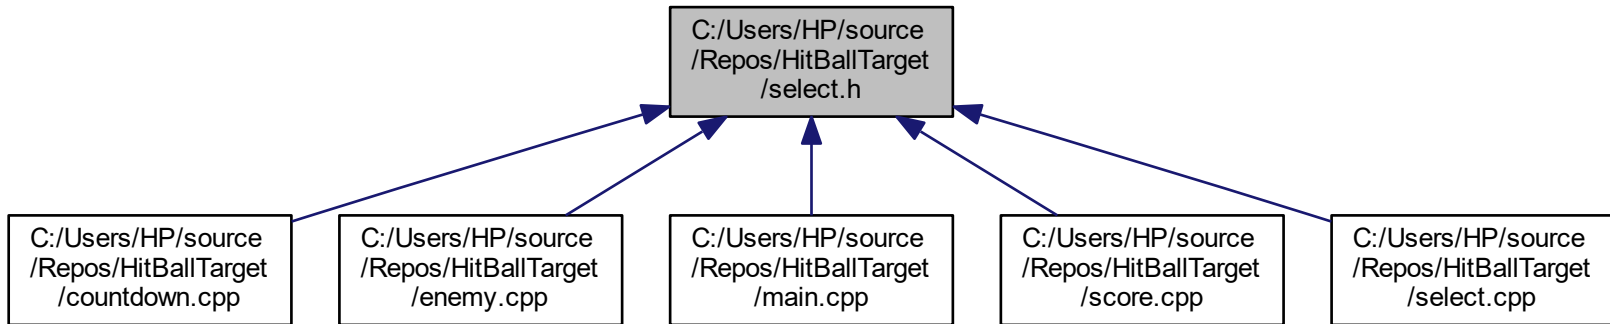 C:/Users/HP/source
/Repos/HitBallTarget
/select.h
C:/Users/HP/source
/Repos/HitBallTarget
/countdown.cpp
C:/Users/HP/source
/Repos/HitBallTarget
/enemy.cpp
C:/Users/HP/source
/Repos/HitBallTarget
/main.cpp
C:/Users/HP/source
/Repos/HitBallTarget
/score.cpp
C:/Users/HP/source
/Repos/HitBallTarget
/select.cpp